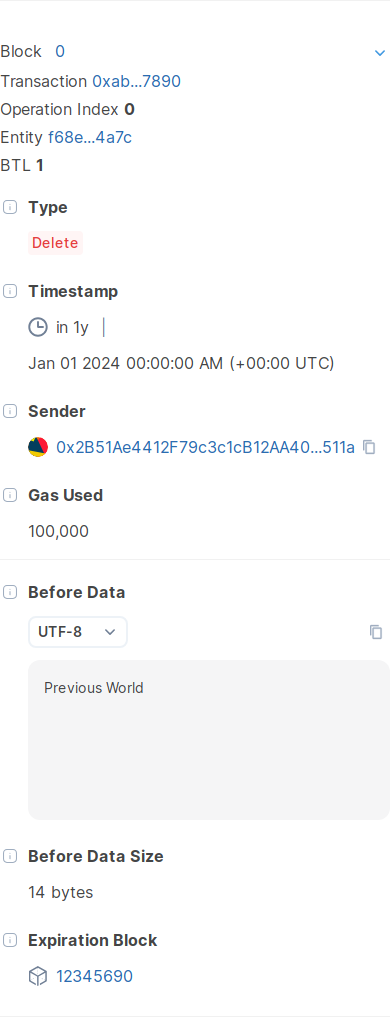 Block 0
Transaction 0xab...7890
Operation Index 0
Entity f68e...4a7c
BTL 1
Type
Delete
Timestamp
in 1y
Jan 01 2024 00:00:00 AM (+00:00 UTC)
Sender
0x2B51Ae4412F79c3c1cB12AA40...511a
Gas Used
100,000
Before Data
UTF-8
Previous World
Before Data Size
14 bytes
Expiration Block
12345690